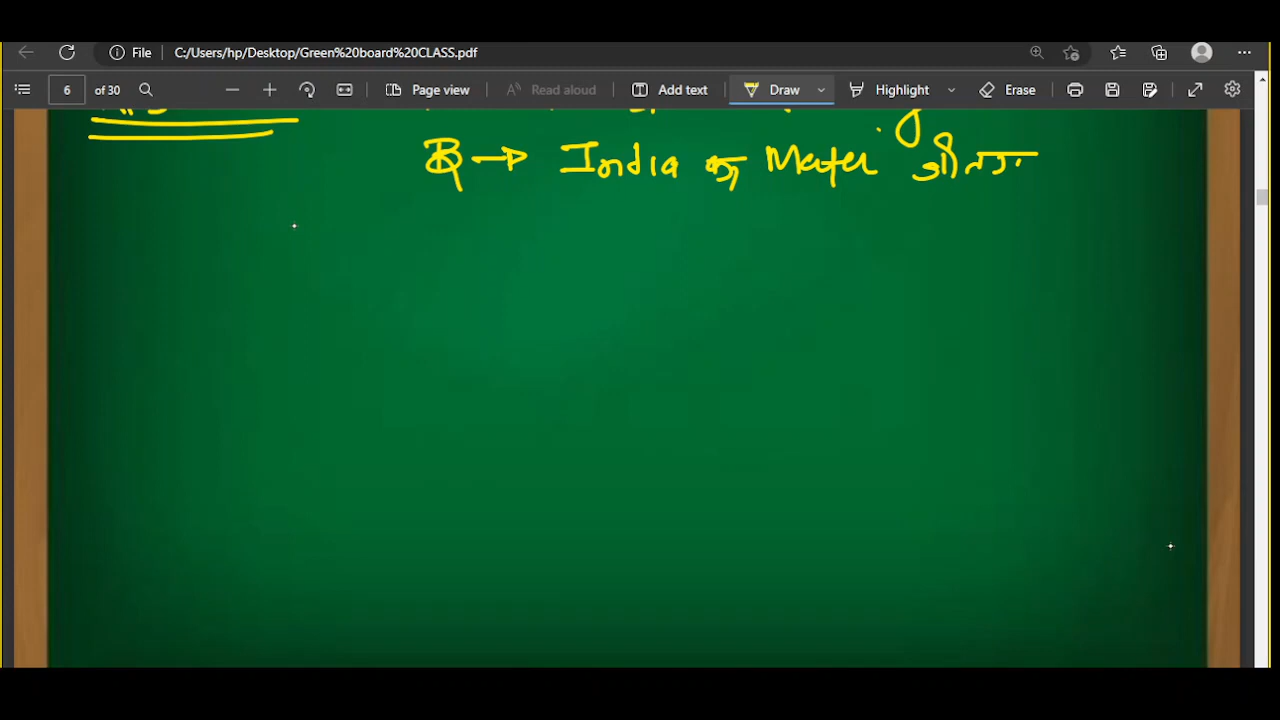 File C:/Users/hp/Desktop/Green%20board%20CLASS.pdf
6 of 30 Page view Read aloud Add text Draw Highlight Erase
B → India का जीतना